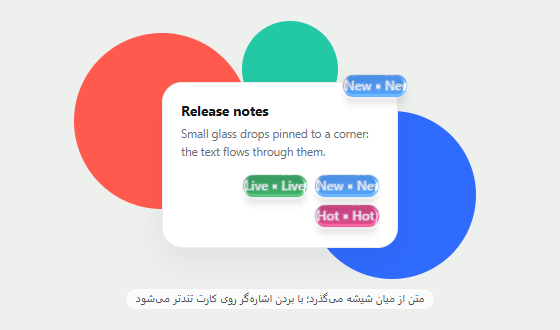 New • New
Release notes
Small glass drops pinned to a corner:
the text flows through them.
Live • Live
New • New
Hot • Hot
متن از میان شیشه می‌گذرد؛ با بردن اشاره‌گر روی کارت تندتر می‌شود